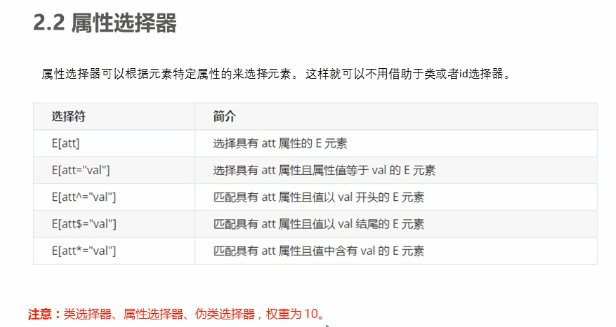 2.2 属性选择器
属性选择器可以根据元素特定属性的来选择元素。 这样就可以不用借助于类或者id选择器。
选择符 简介
E[att] 选择具有 att 属性的 E 元素
E[att="val"] 选择具有 att 属性且属性值等于 val 的 E 元素
E[att^="val"] 匹配具有 att 属性且值以 val 开头的 E 元素
E[att$="val"] 匹配具有 att 属性且值以 val 结尾的 E 元素
E[att*="val"] 匹配具有 att 属性且值中含有 val 的 E 元素
注意：类选择器、属性选择器、伪类选择器，权重为 10。